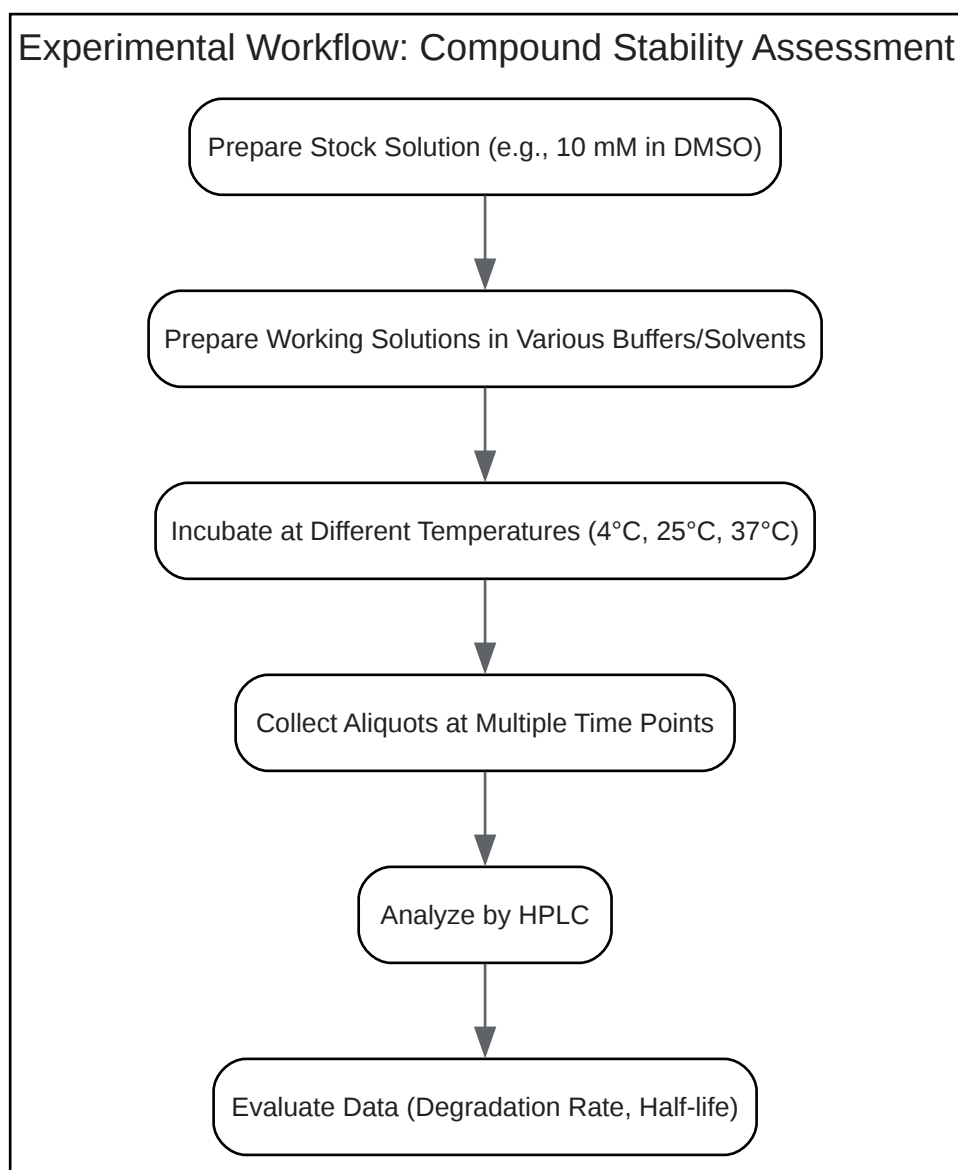 Experimental Workflow: Compound Stability Assessment
Prepare Stock Solution (e.g., 10 mM in DMSO)
Prepare Working Solutions in Various Buffers/Solvents
Incubate at Different Temperatures (4°C, 25°C, 37°C)
Collect Aliquots at Multiple Time Points
Analyze by HPLC
Evaluate Data (Degradation Rate, Half-life)